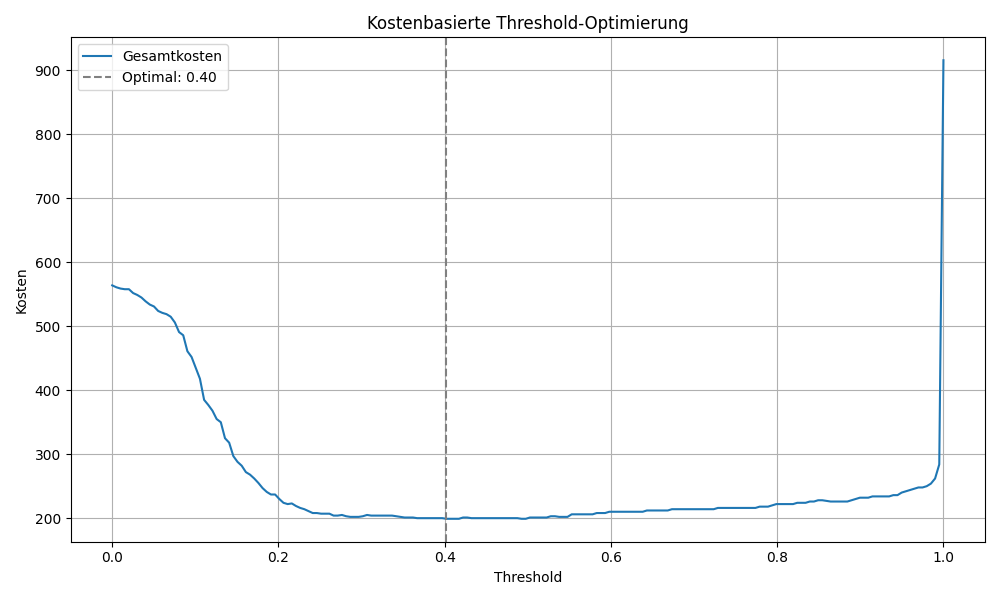 Kostenbasierte Threshold-Optimierung
Gesamtkosten
Optimal: 0.40
900
800
700
600
500
400
300
200
Kosten
0.0 0.2 0.4 0.6 0.8 1.0
Threshold